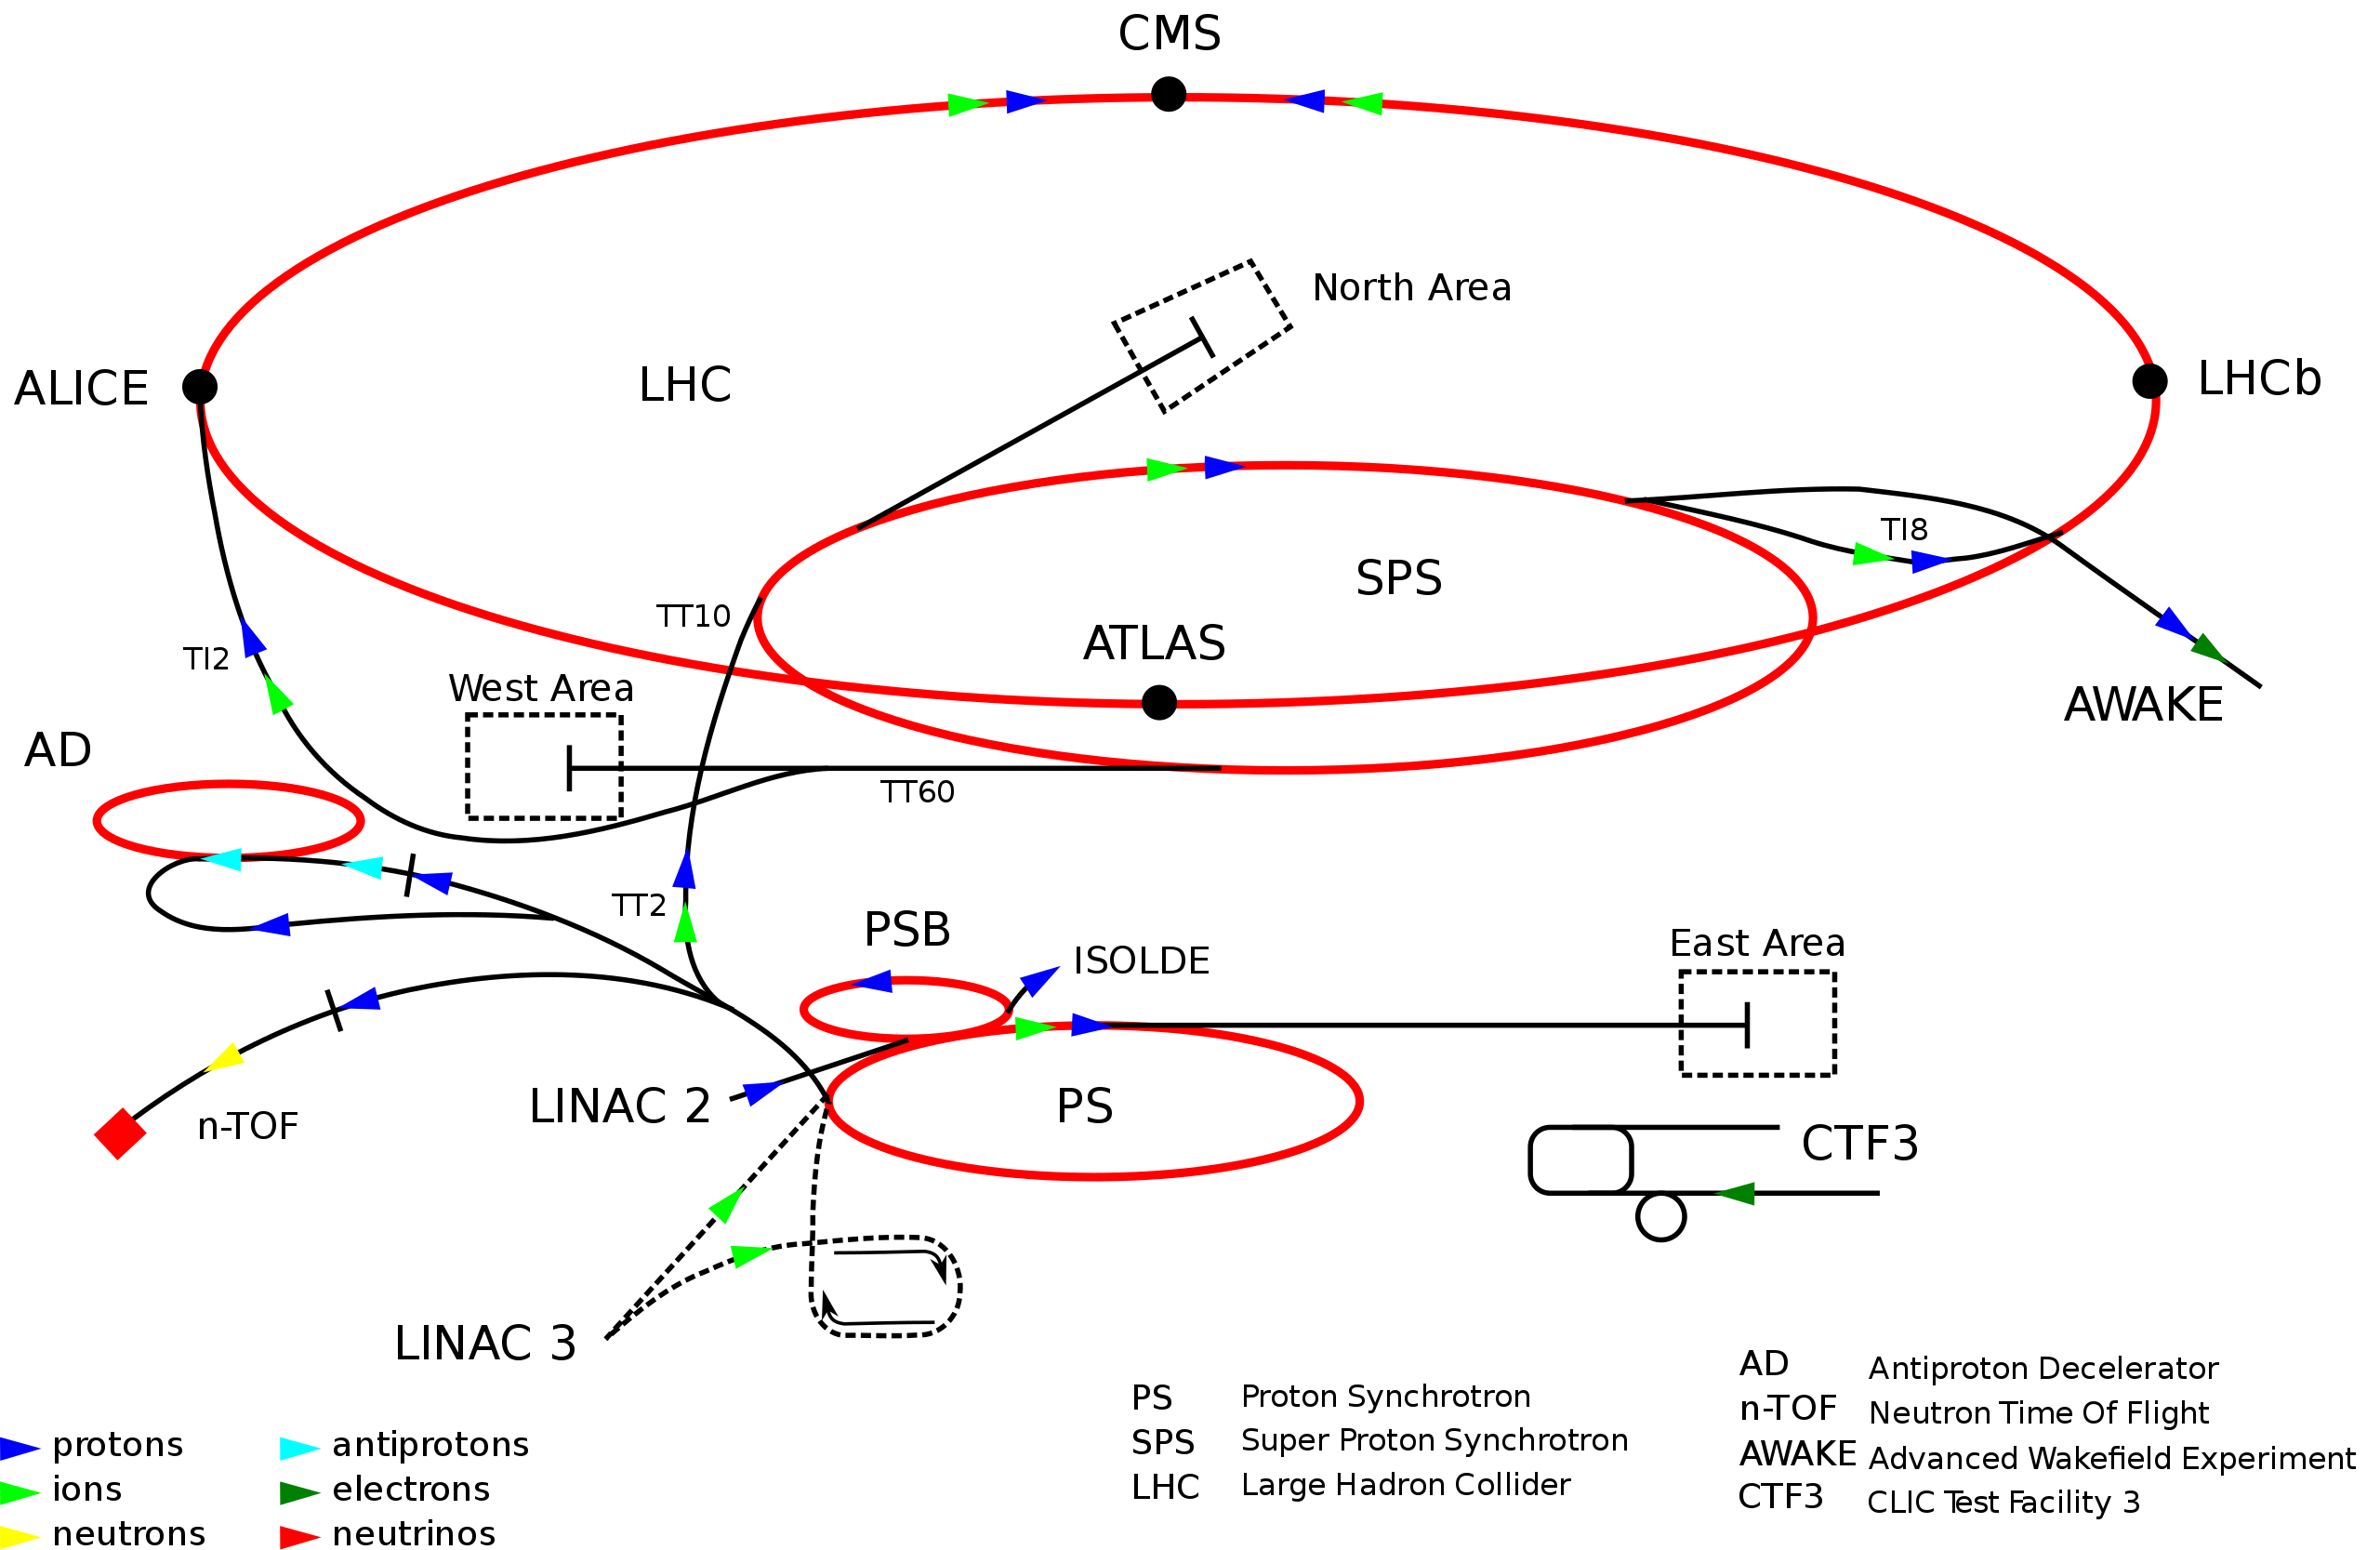 CMS
North Area
ALICE
LHC
LHCb
TI8
SPS
TT10
ATLAS
TI2
West Area
AWAKE
AD
TT60
TT2
PSB
East Area
ISOLDE
LINAC 2
PS
n-TOF
CTF3
LINAC 3
protons
ions
neutrons
antiprotons
electrons
neutrinos
PS Proton Synchrotron
SPS Super Proton Synchrotron
LHC Large Hadron Collider
AD Antiproton Decelerator
n-TOF Neutron Time Of Flight
AWAKE Advanced Wakefield Experiment
CTF3 CLIC Test Facility 3